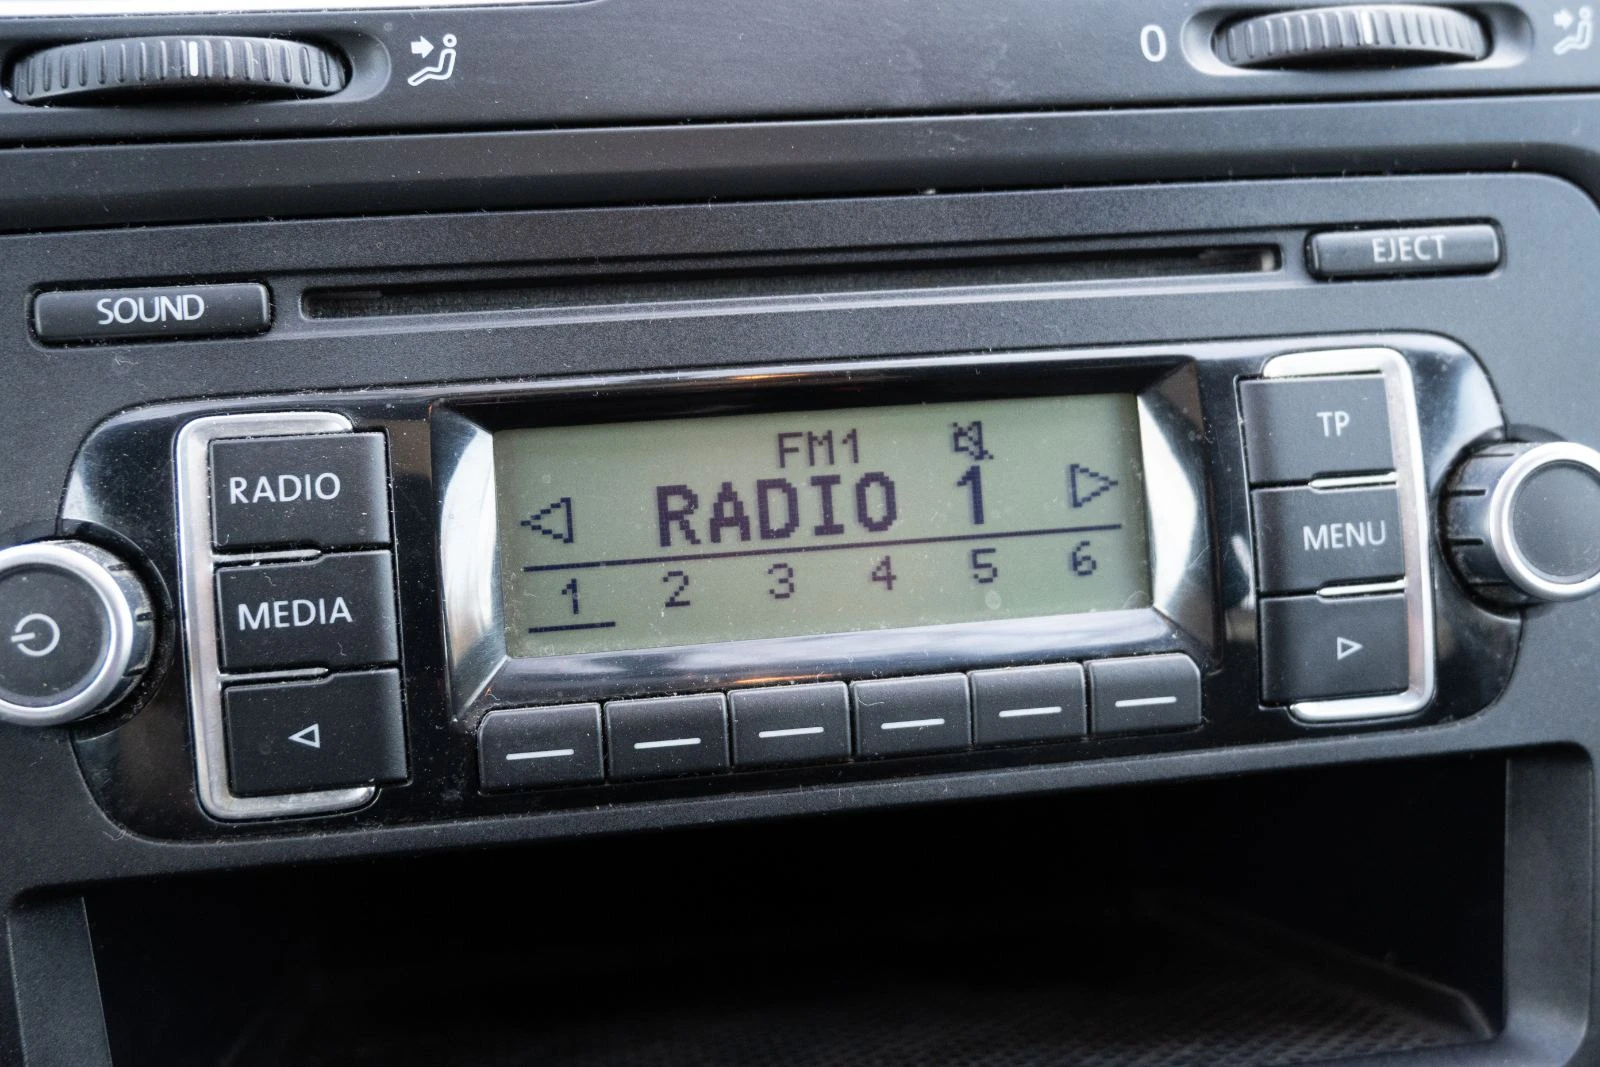 0
SOUND
EJECT
RADIO
MEDIA
FM1
RADIO 1
1 2 3 4 5 6
TP
MENU